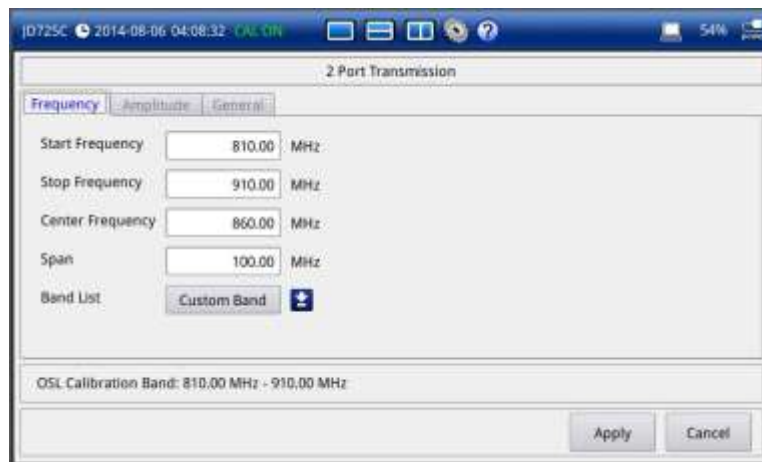 JD725C 2014-08-06 04:08:32 CAL ON 54%
2 Port Transmission
Frequency Amplitude General
Start Frequency 810.00 MHz
Stop Frequency 910.00 MHz
Center Frequency 860.00 MHz
Span 100.00 MHz
Band List Custom Band
OSL Calibration Band: 810.00 MHz - 910.00 MHz
Apply Cancel